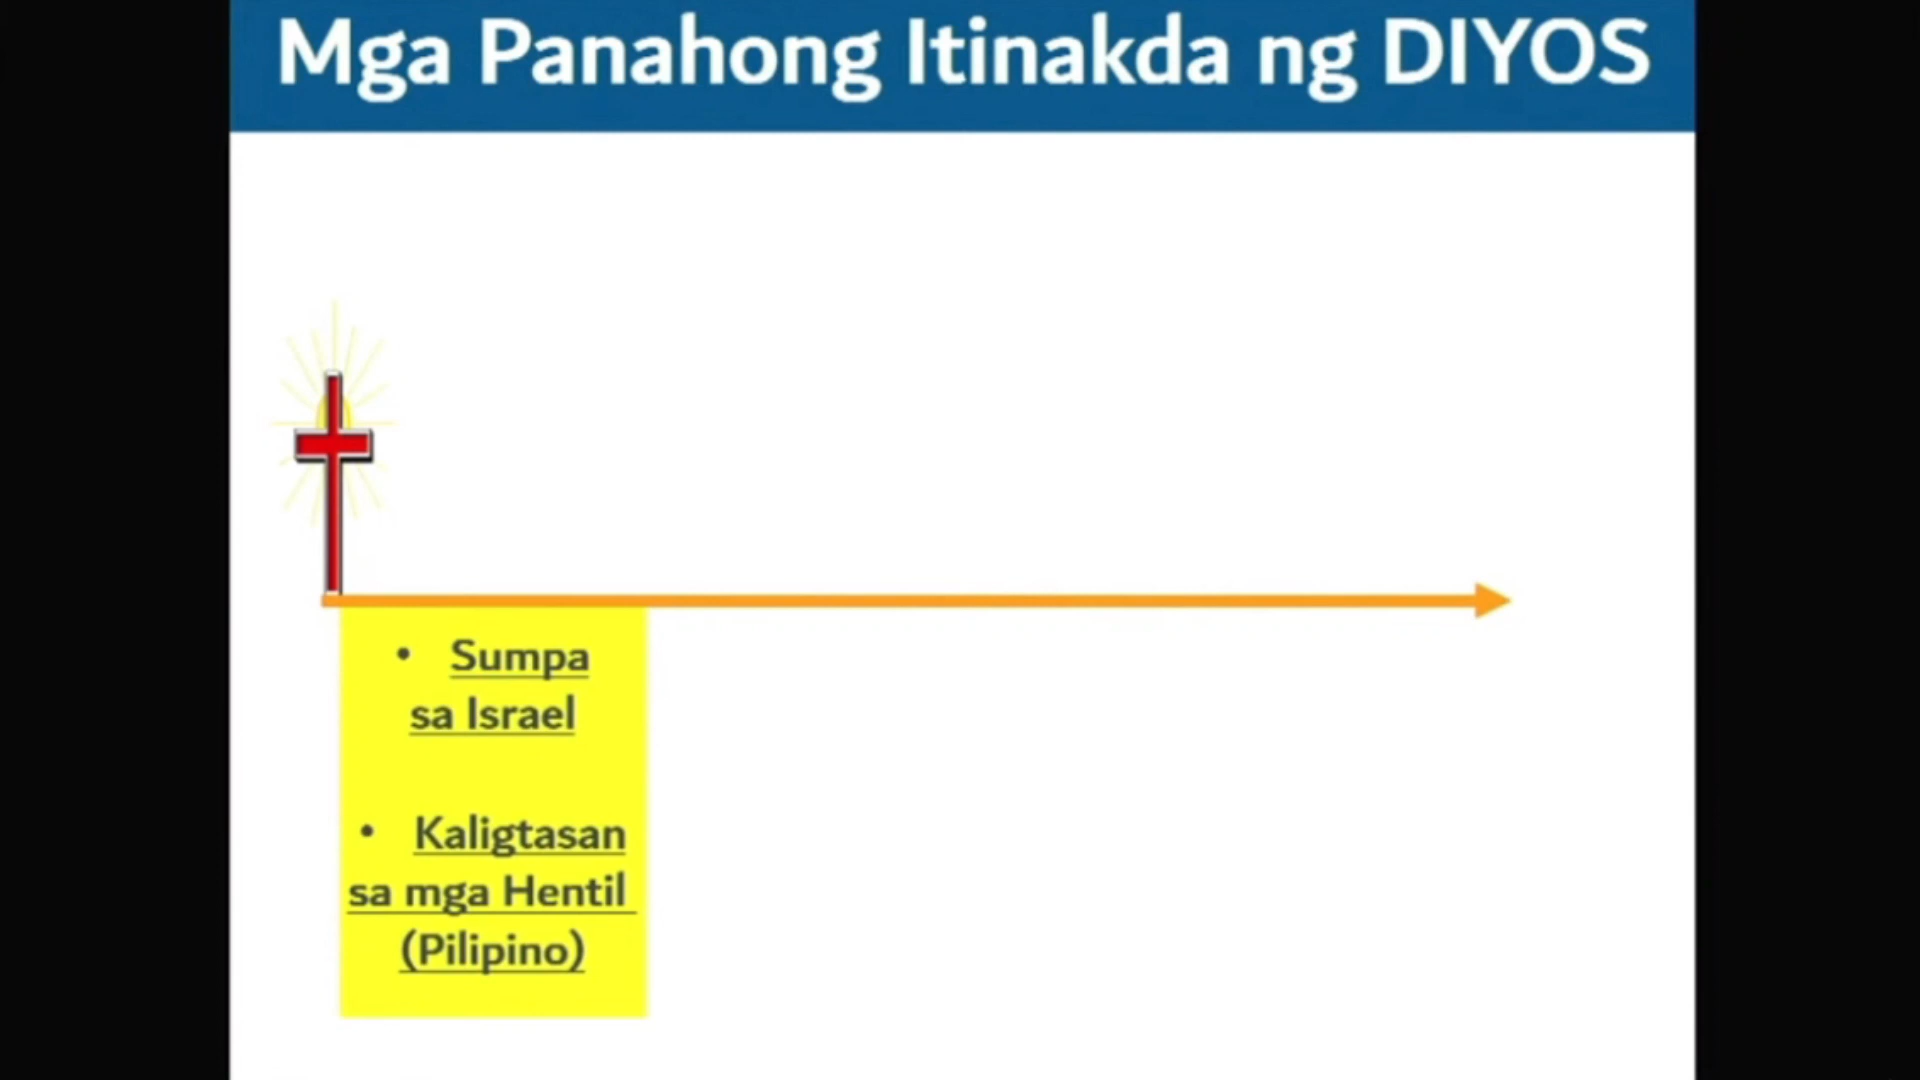 Mga Panahong Itinakda ng DIYOS
• Sumpa
sa Israel
• Kaligtasan
sa mga Hentil
(Pilipino)